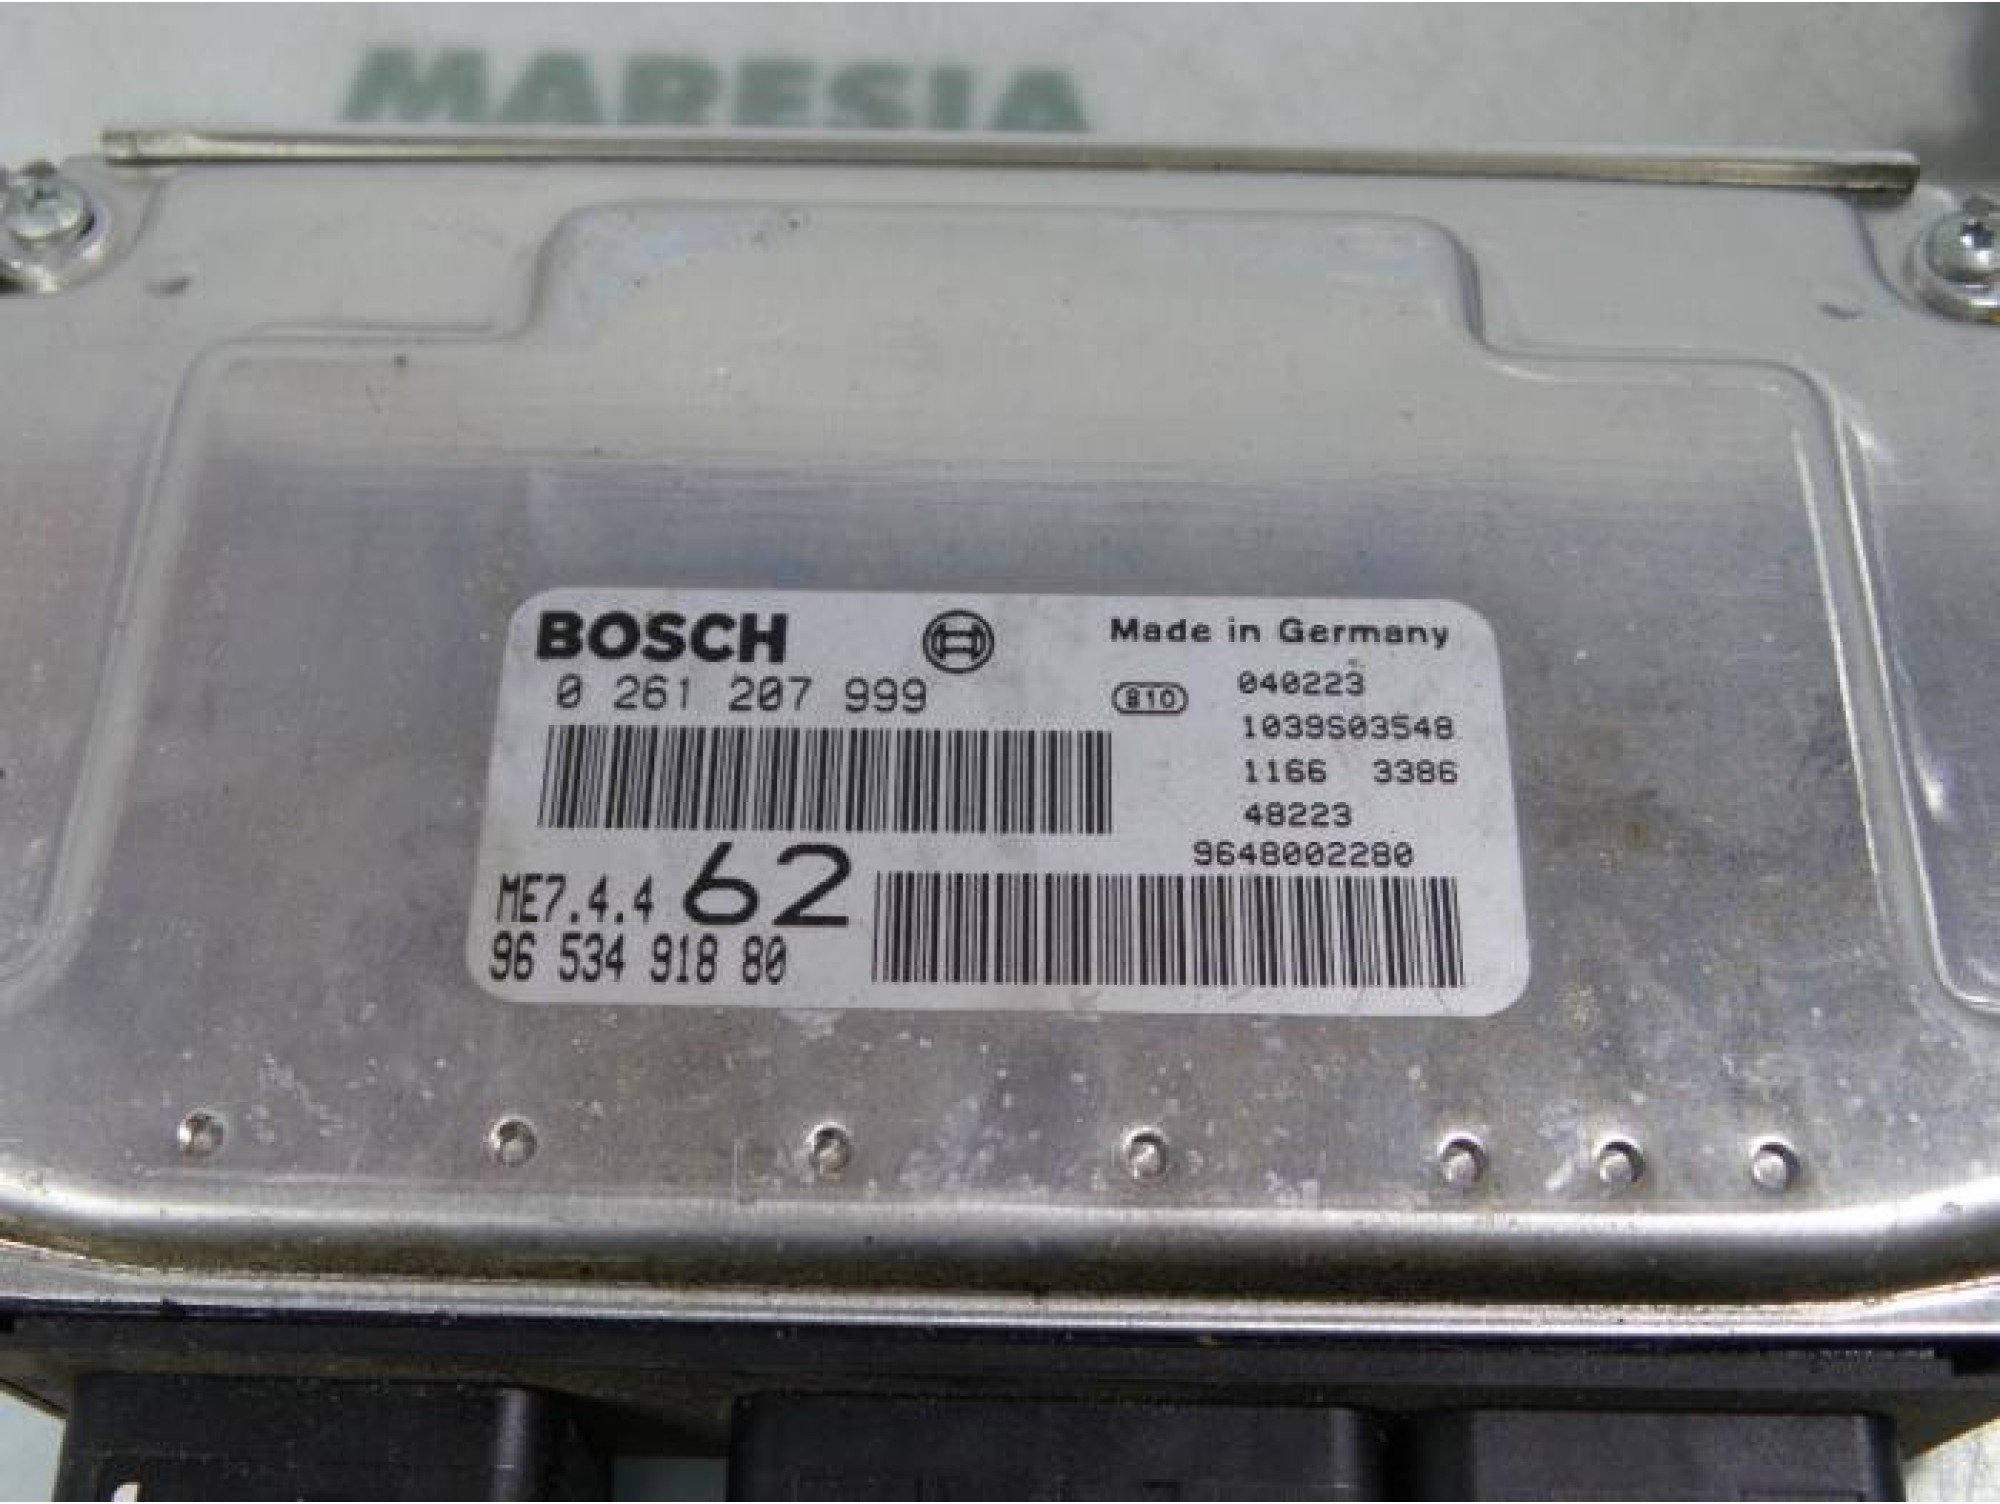 MARESIA
BOSCH
Made in Germany
0 261 207 999
810
040223
1039S03548
1166 3386
48223
9648002280
ME7.4.4 62
96 534 918 80